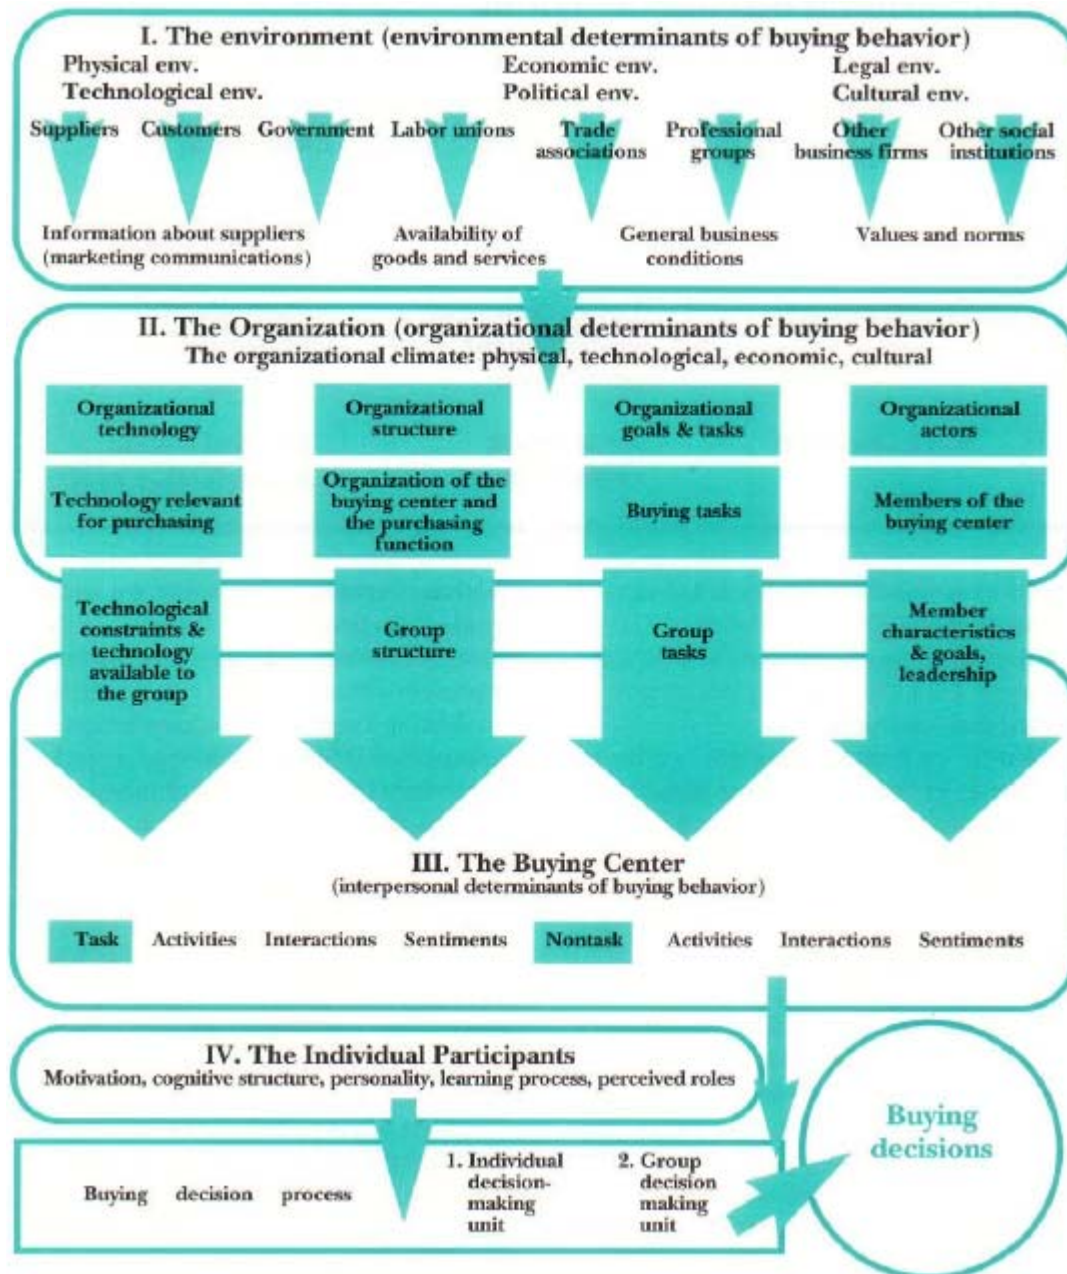 I. The environment (environmental determinants of buying behavior)
Physical env.
Technological env.
Economic env.
Political env.
Legal env.
Cultural env.
Suppliers
Customers
Government
Labor unions
Trade
associations
Professional
groups
Other
business firms
Other social
institutions
Information about suppliers
(marketing communications)
Availability of
goods and services
General business
conditions
Values and norms
II. The Organization (organizational determinants of buying behavior)
The organizational climate: physical, technological, economic, cultural
Organizational
technology
Organizational
structure
Organizational
goals & tasks
Organizational
actors
Technology relevant
for purchasing
Organization of the
buying center and
the purchasing
function
Buying tasks
Members of the
buying center
Technological
constraints &
technology
available to
the group
Group
structure
Group
tasks
Member
characteristics
& goals,
leadership
III. The Buying Center
(interpersonal determinants of buying behavior)
Task Activities Interactions Sentiments Nontask Activities Interactions Sentiments
IV. The Individual Participants
Motivation, cognitive structure, personality, learning process, perceived roles
Buying decision process
1. Individual
decision-
making
unit
2. Group
decision
making
unit
Buying
decisions